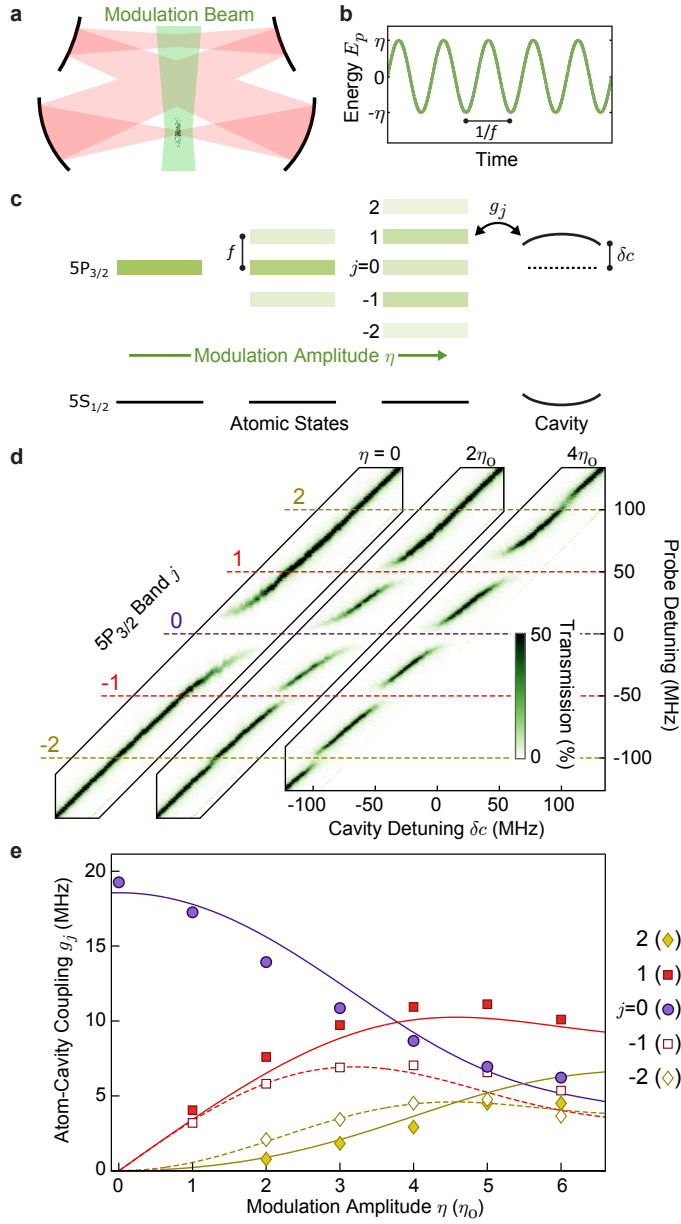 a
Modulation Beam
b
Energy Eₚ
η
0
-η
1/f
Time
c
5P₃/₂
f
2
1
j=0
-1
-2
gⱼ
δc
Modulation Amplitude η
5S₁/₂
Atomic States
Cavity
d
η = 0
2η₀
4η₀
5P₃/₂ Band j
2
1
0
-1
-2
50
0
Transmission (%)
100
50
0
-50
-100
Probe Detuning (MHz)
-100
-50
0
50
100
Cavity Detuning δc (MHz)
e
Atom-Cavity Coupling gⱼ (MHz)
20
15
10
5
0
0
1
2
3
4
5
6
Modulation Amplitude η (η₀)
2 ( )
1 ( )
j=0 ( )
-1 ( )
-2 ( )